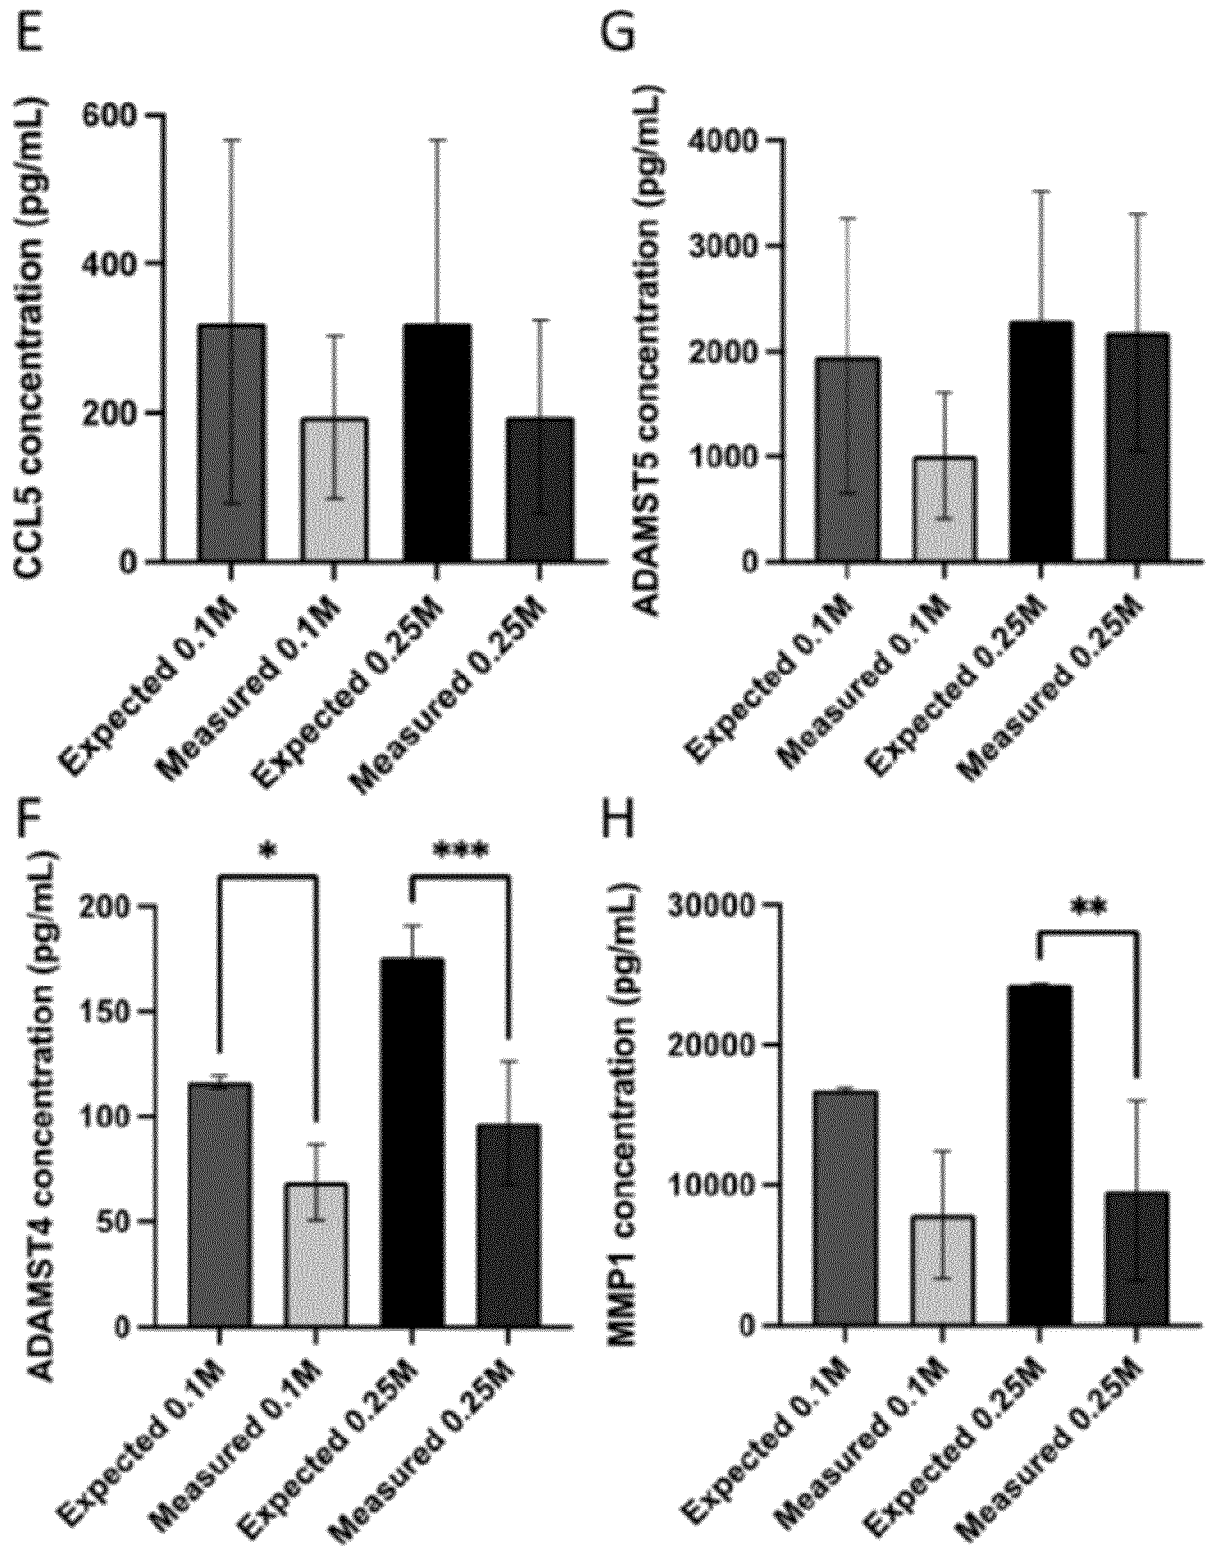 E
CCL5 concentration (pg/mL)
600
400
200
0
Expected 0.1M
Measured 0.1M
Expected 0.25M
Measured 0.25M
G
ADAMST5 concentration (pg/mL)
4000
3000
2000
1000
0
Expected 0.1M
Measured 0.1M
Expected 0.25M
Measured 0.25M
F
ADAMST4 concentration (pg/mL)
*
***
200
150
100
50
0
Expected 0.1M
Measured 0.1M
Expected 0.25M
Measured 0.25M
H
MMP1 concentration (pg/mL)
**
30000
20000
10000
0
Expected 0.1M
Measured 0.1M
Expected 0.25M
Measured 0.25M